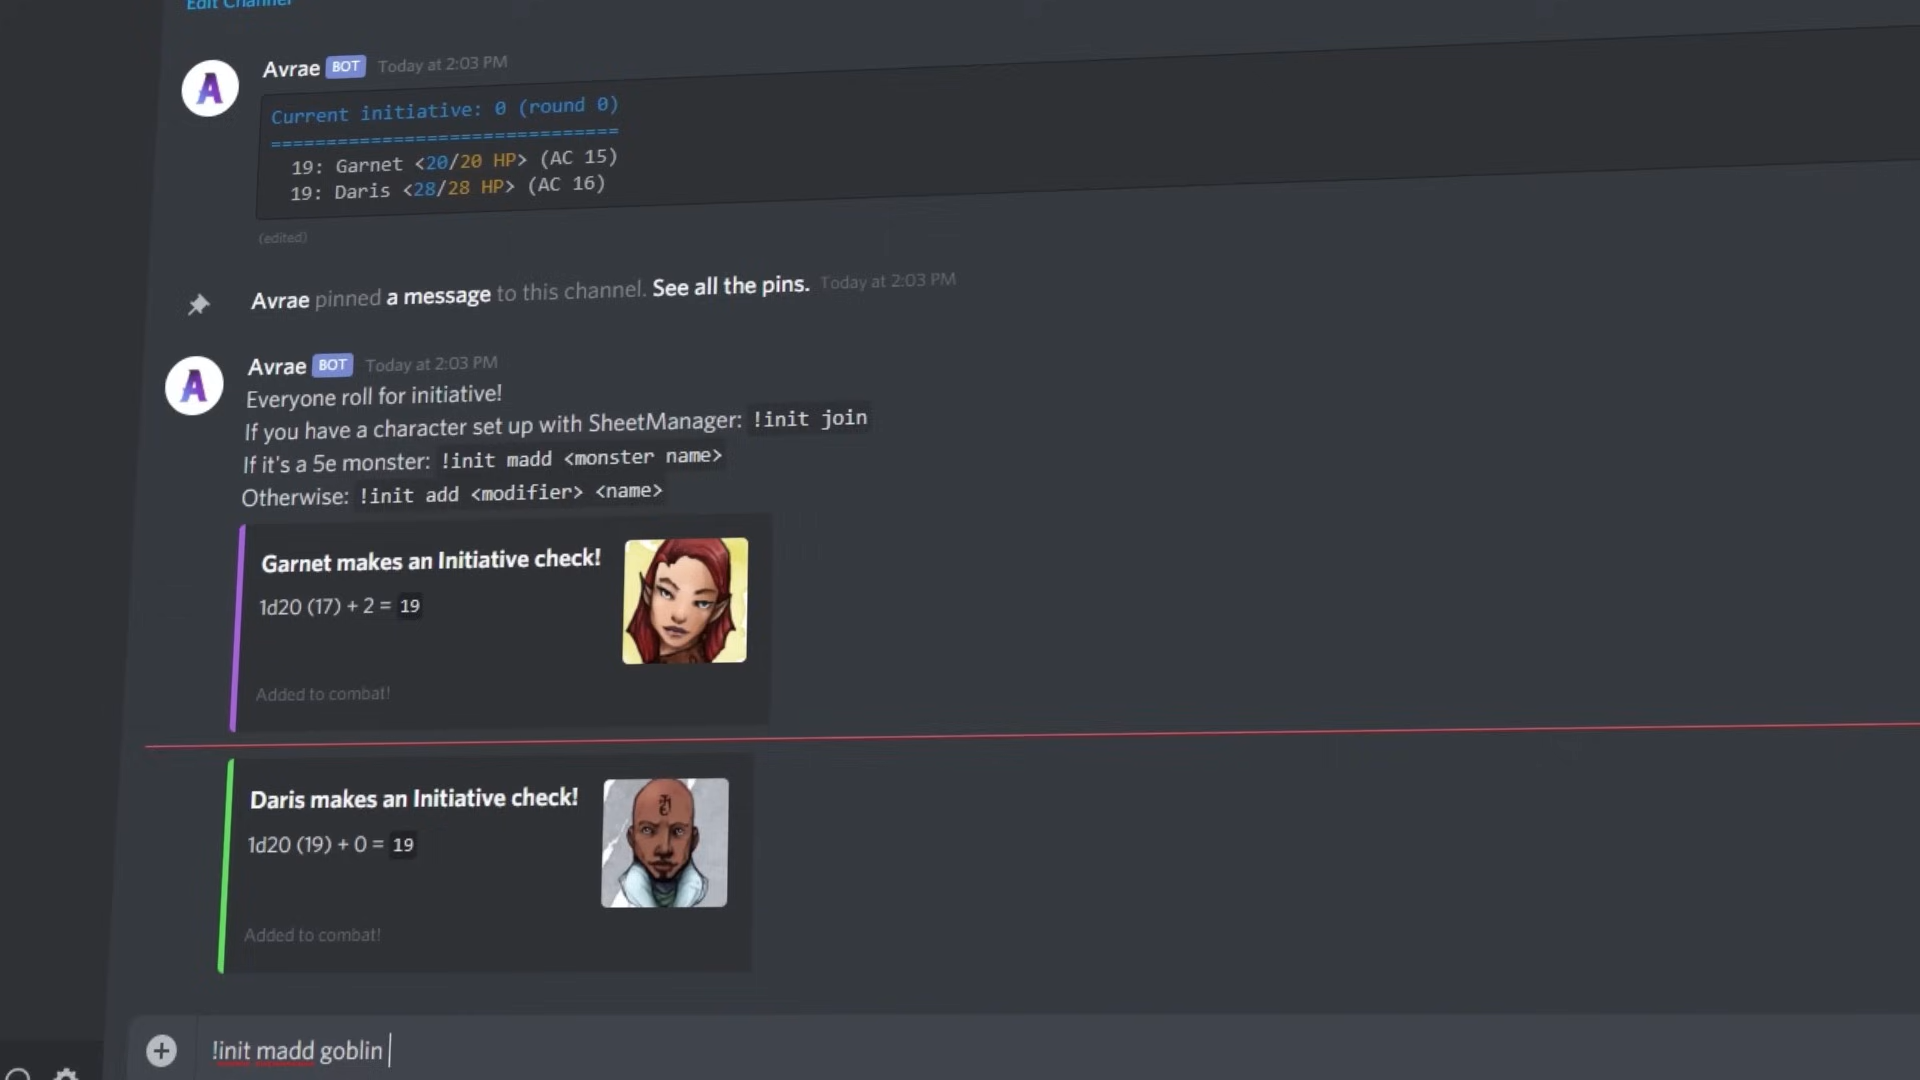 Edit Channel
Avrae BOT Today at 2:03 PM
Current initiative: 0 (round 0)
===============================
19: Garnet <20/20 HP> (AC 15)
19: Daris <28/28 HP> (AC 16)
(edited)
Avrae pinned a message to this channel. See all the pins. Today at 2:03 PM
Avrae BOT Today at 2:03 PM
Everyone roll for initiative!
If you have a character set up with SheetManager: !init join
If it's a 5e monster: !init madd <monster name>
Otherwise: !init add <modifier> <name>
Garnet makes an Initiative check!
1d20 (17) + 2 = 19
Added to combat!
Daris makes an Initiative check!
1d20 (19) + 0 = 19
Added to combat!
!init madd goblin